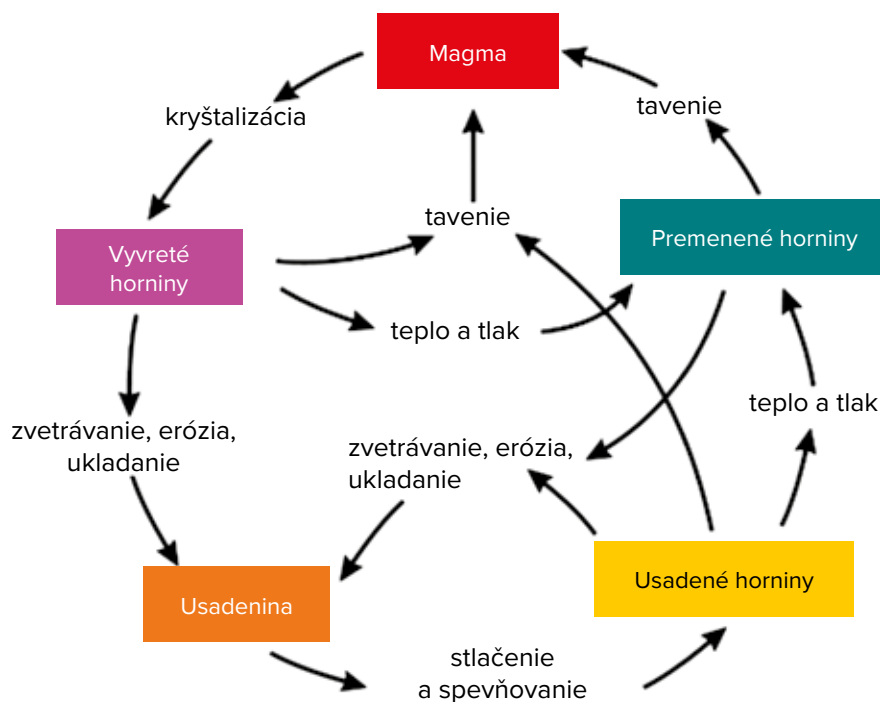 Magma
kryštalizácia
tavenie
tavenie
Vyvreté
horniny
Premenené horniny
teplo a tlak
teplo a tlak
zvetrávanie, erózia,
ukladanie
zvetrávanie, erózia,
ukladanie
Usadenina
Usadené horniny
stlačenie
a spevňovanie